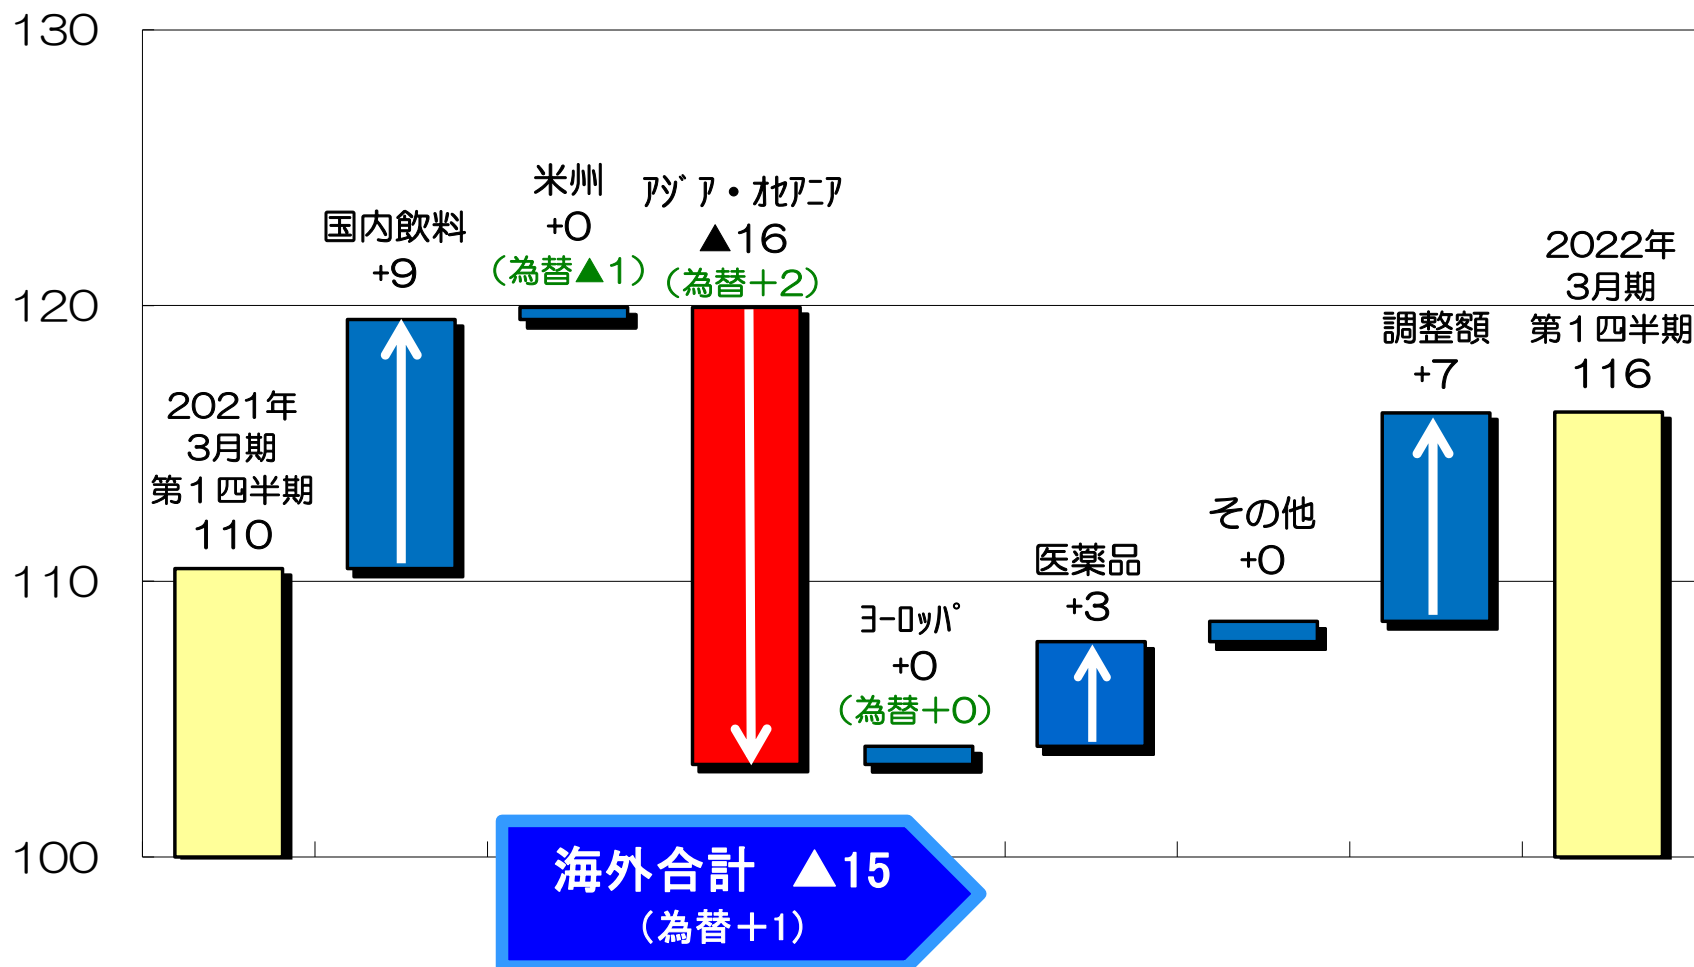 130
120
110
100
2021年
3月期
第1四半期
110
国内飲料
+9
米州
+0
(為替▲1)
ｱｼﾞｱ・ｵｾｱﾆｱ
▲16
(為替+2)
ﾖｰﾛｯﾊﾟ
+0
(為替+0)
医薬品
+3
その他
+0
調整額
+7
2022年
3月期
第1四半期
116
海外合計 ▲15
(為替+1)